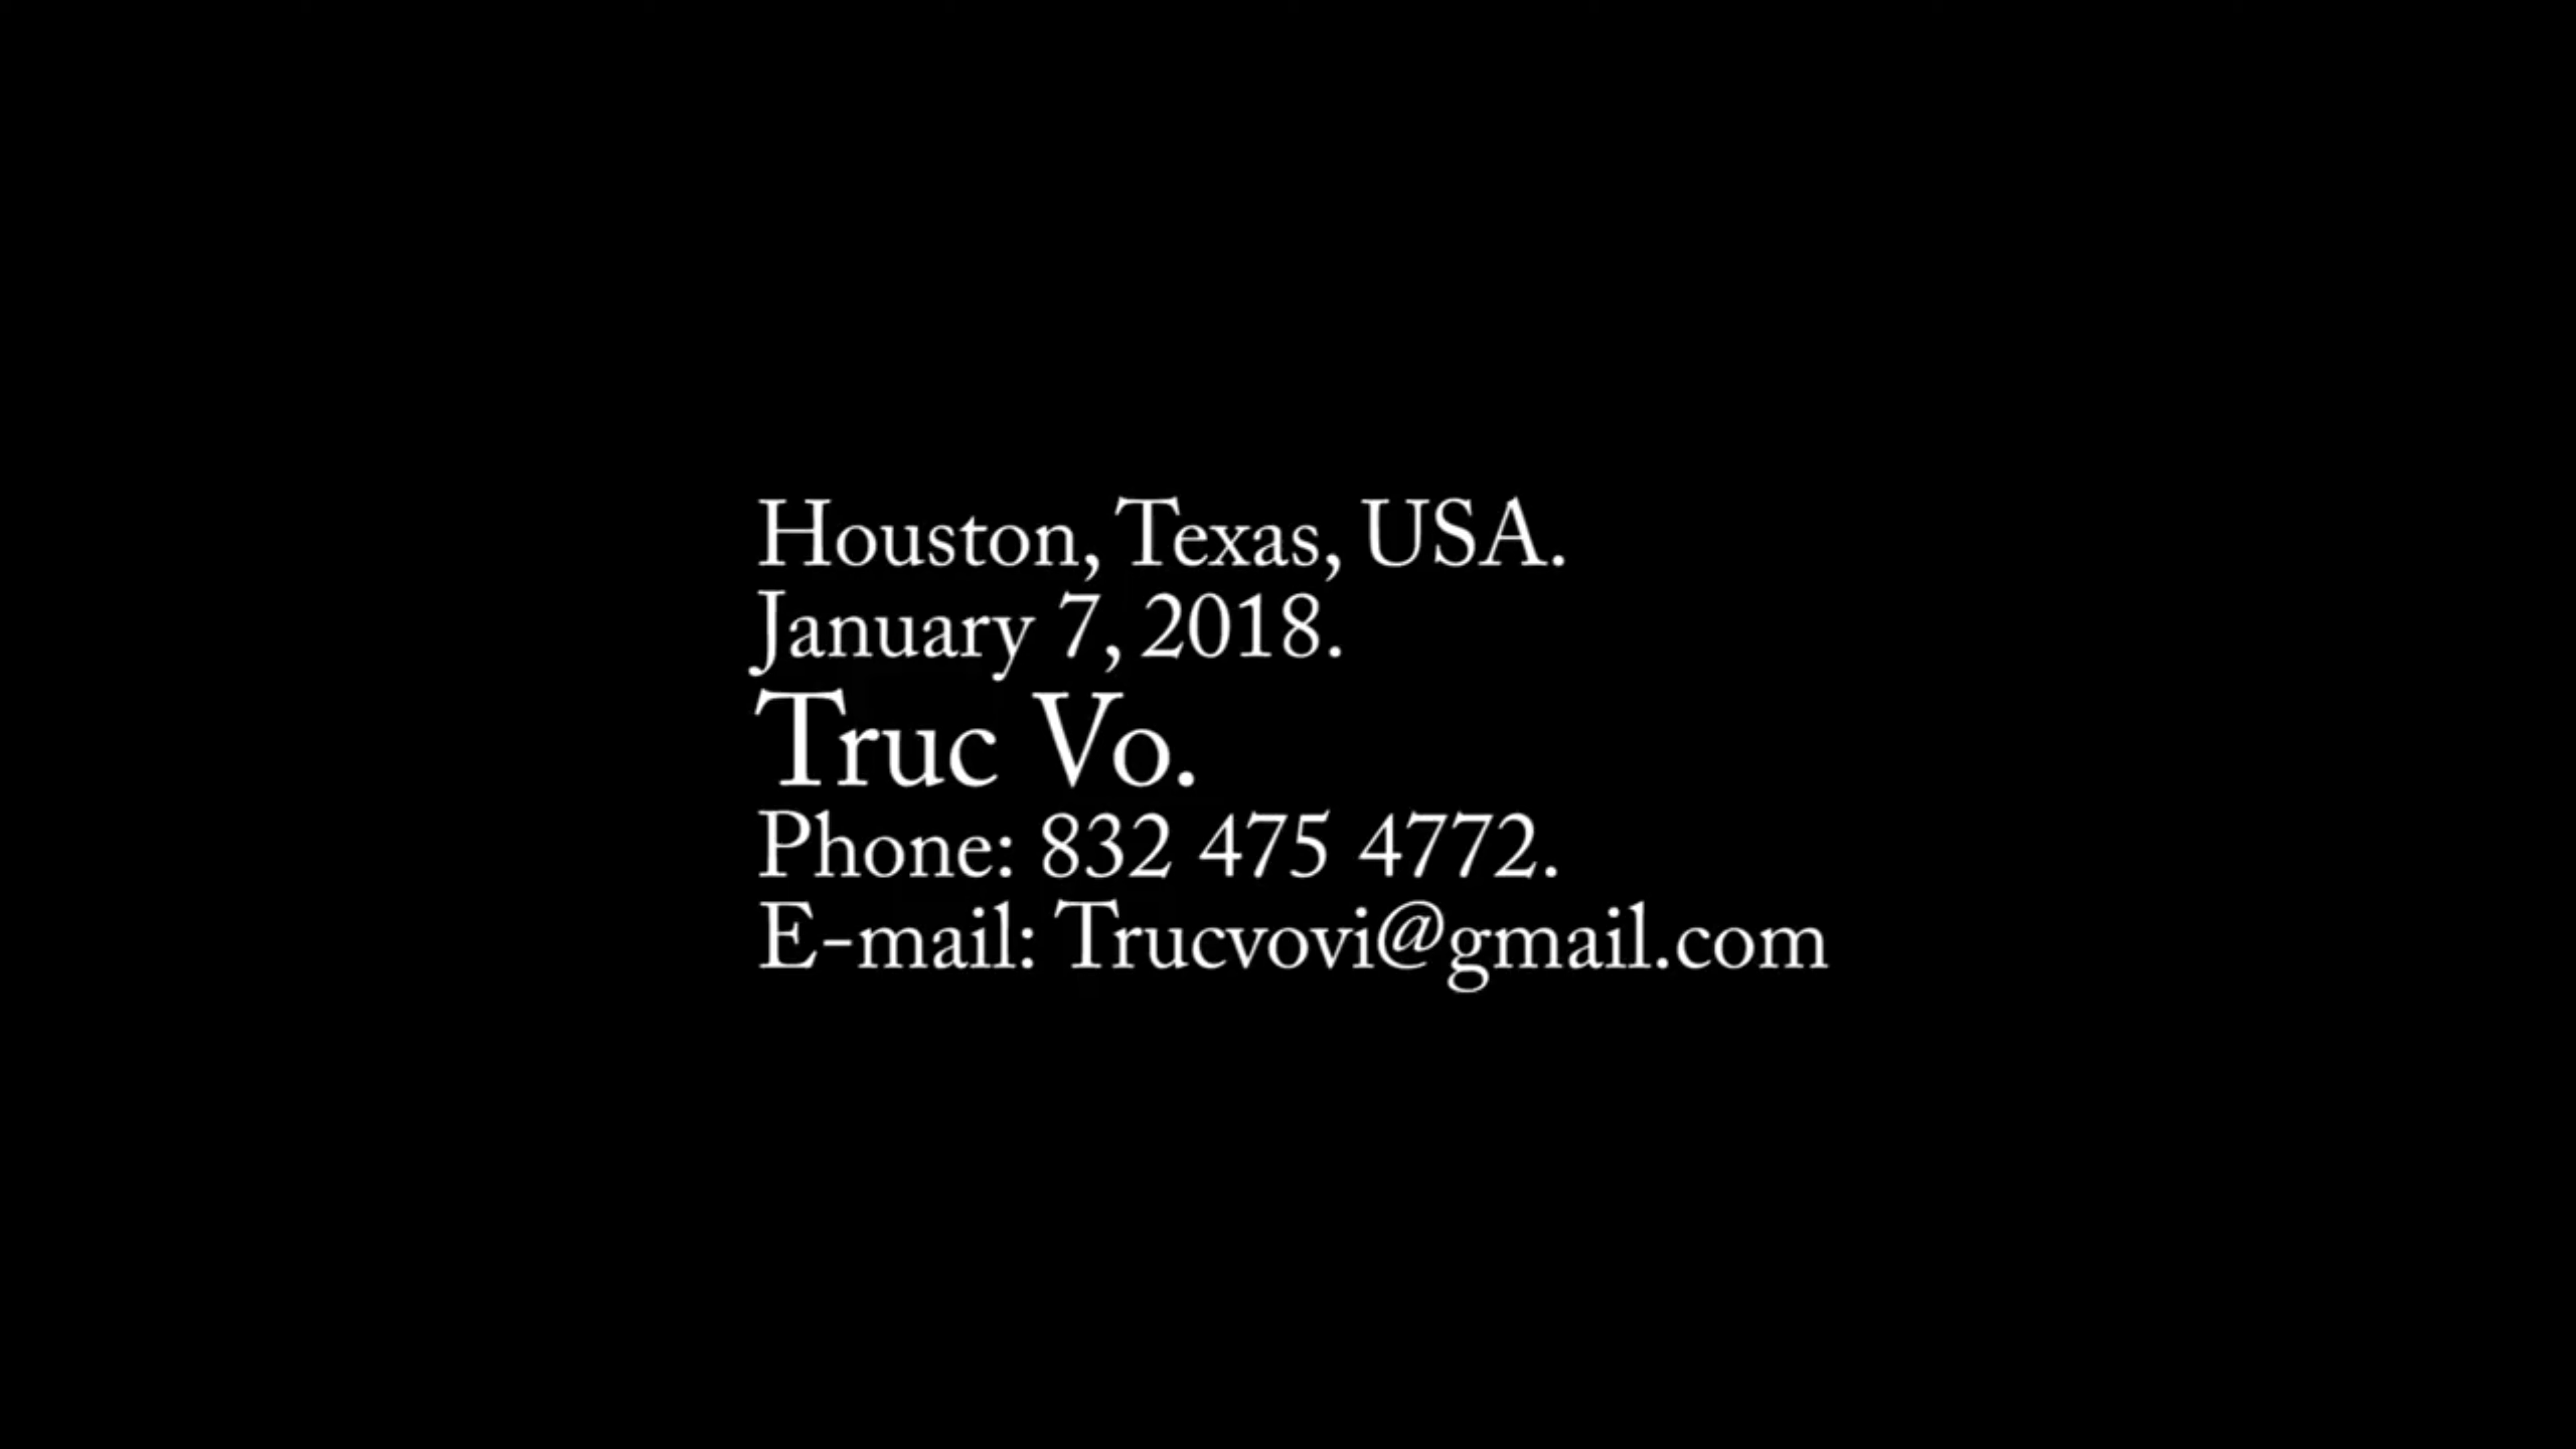 Houston, Texas, USA.
January 7, 2018.
Truc Vo.
Phone: 832 475 4772.
E-mail: Trucvovi@gmail.com